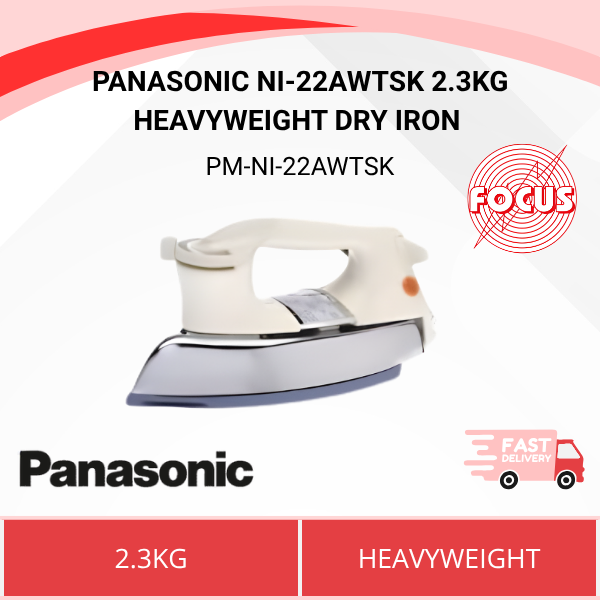 PANASONIC NI-22AWTSK 2.3KG
HEAVYWEIGHT DRY IRON
PM-NI-22AWTSK
FOCUS
Panasonic
FAST
DELIVERY
2.3KG
HEAVYWEIGHT